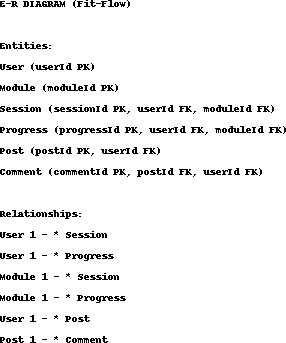 E-R DIAGRAM (Fit-Flow)
Entities:
User (userId PK)
Module (moduleId PK)
Session (sessionId PK, userId FK, moduleId FK)
Progress (progressId PK, userId FK, moduleId FK)
Post (postId PK, userId FK)
Comment (commentId PK, postId FK, userId FK)
Relationships:
User 1 - * Session
User 1 - * Progress
Module 1 - * Session
Module 1 - * Progress
User 1 - * Post
Post 1 - * Comment